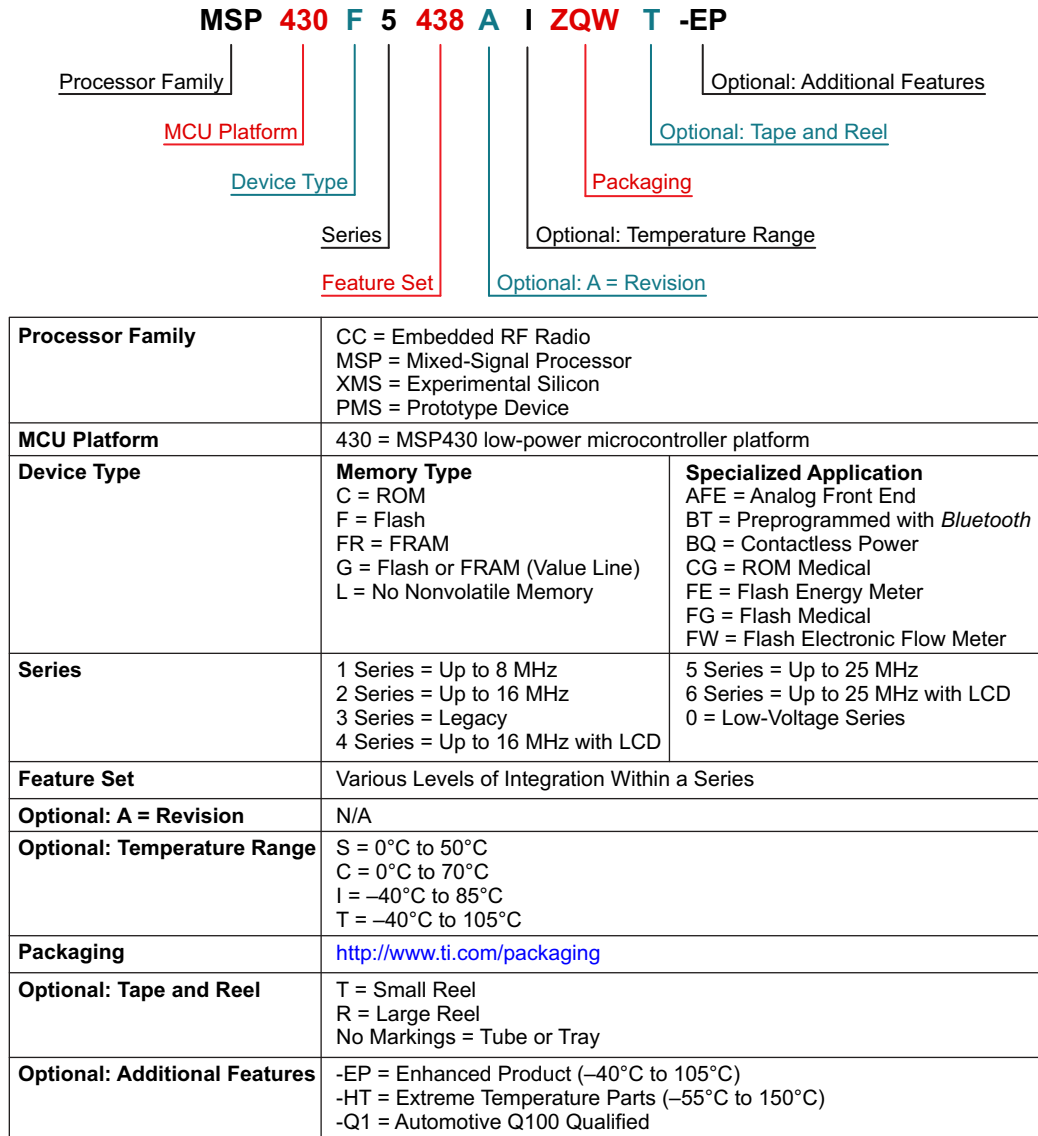 MSP 430 F 5 438 A I ZQW T -EP
Processor Family
Optional: Additional Features
MCU Platform
Optional: Tape and Reel
Device Type
Packaging
Series
Optional: Temperature Range
Feature Set
Optional: A = Revision
Processor Family
CC = Embedded RF Radio
MSP = Mixed-Signal Processor
XMS = Experimental Silicon
PMS = Prototype Device
MCU Platform
430 = MSP430 low-power microcontroller platform
Device Type
Memory Type
C = ROM
F = Flash
FR = FRAM
G = Flash or FRAM (Value Line)
L = No Nonvolatile Memory
Specialized Application
AFE = Analog Front End
BT = Preprogrammed with Bluetooth
BQ = Contactless Power
CG = ROM Medical
FE = Flash Energy Meter
FG = Flash Medical
FW = Flash Electronic Flow Meter
Series
1 Series = Up to 8 MHz
2 Series = Up to 16 MHz
3 Series = Legacy
4 Series = Up to 16 MHz with LCD
5 Series = Up to 25 MHz
6 Series = Up to 25 MHz with LCD
0 = Low-Voltage Series
Feature Set
Various Levels of Integration Within a Series
Optional: A = Revision
N/A
Optional: Temperature Range
S = 0°C to 50°C
C = 0°C to 70°C
I = –40°C to 85°C
T = –40°C to 105°C
Packaging
http://www.ti.com/packaging
Optional: Tape and Reel
T = Small Reel
R = Large Reel
No Markings = Tube or Tray
Optional: Additional Features
-EP = Enhanced Product (–40°C to 105°C)
-HT = Extreme Temperature Parts (–55°C to 150°C)
-Q1 = Automotive Q100 Qualified